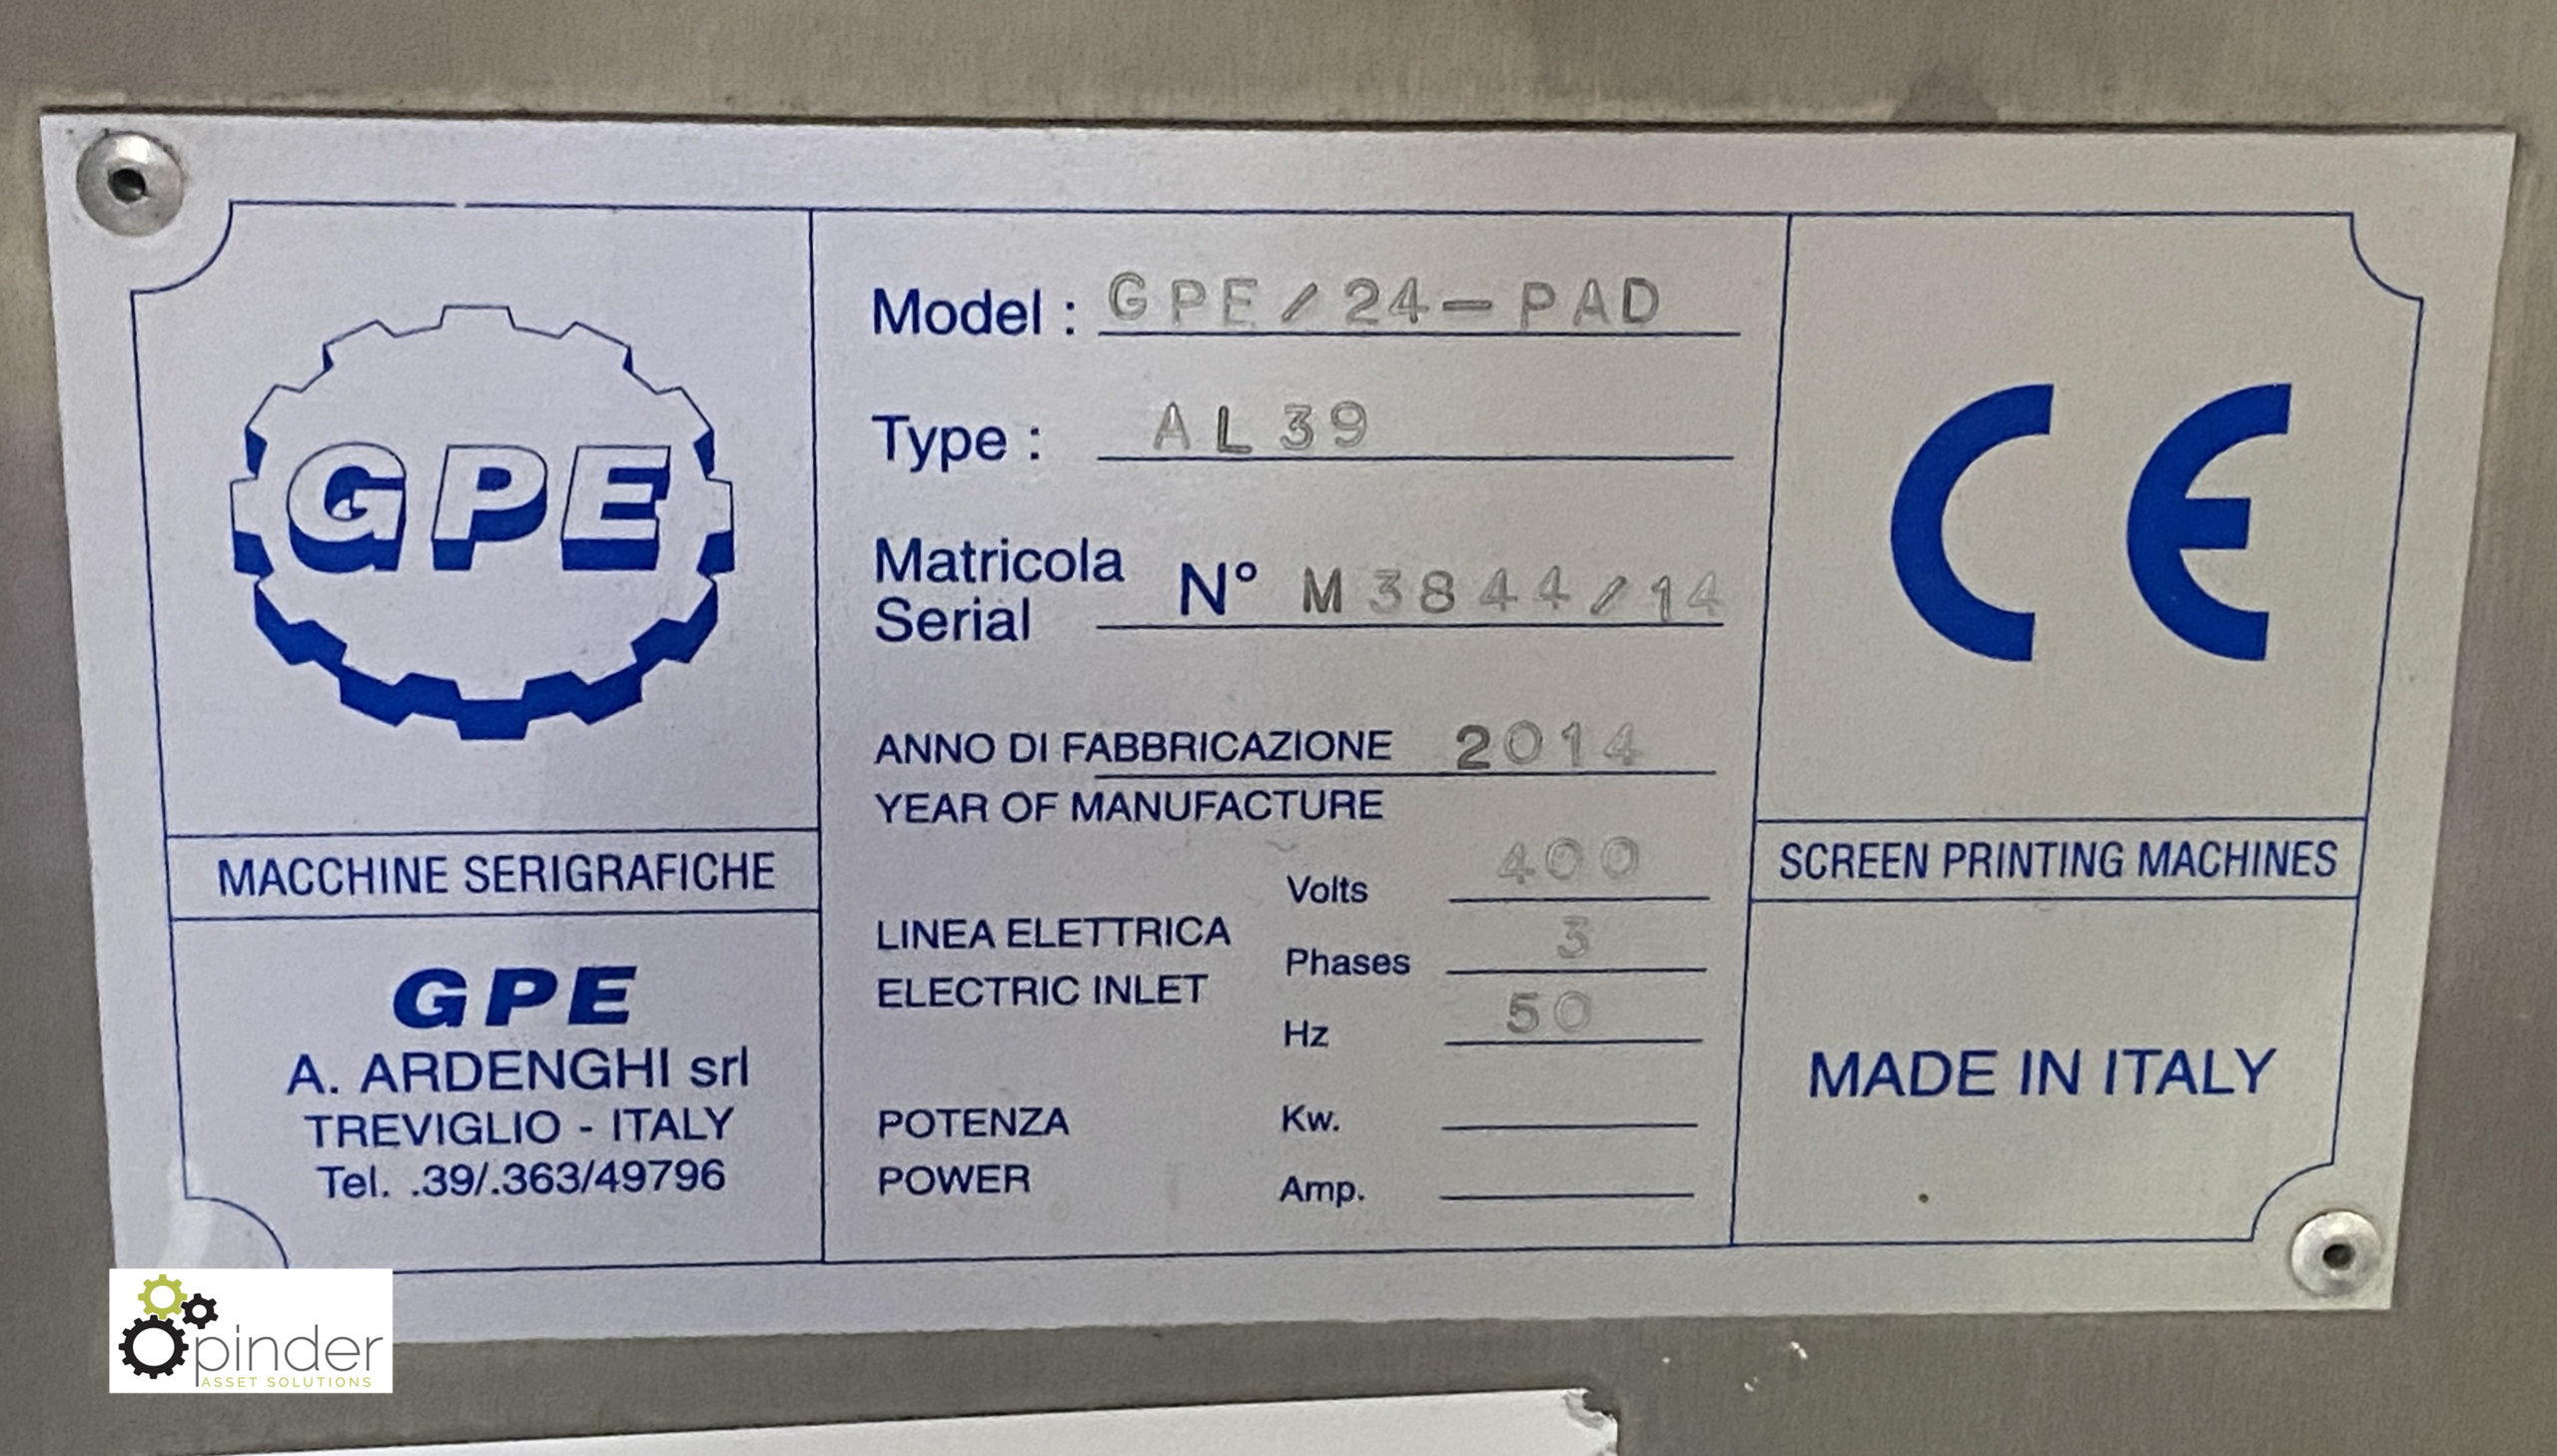 GPE
MACCHINE SERIGRAFICHE
GPE
A. ARDENGHI srl
TREVIGLIO - ITALY
Tel. .39/.363/49796
Model : GPE/24-PAD
Type : AL39
Matricola
Serial N° M3844/14
ANNO DI FABBRICAZIONE 2014
YEAR OF MANUFACTURE
LINEA ELETTRICA
ELECTRIC INLET
Volts 400
Phases 3
Hz 50
POTENZA
POWER
Kw.
Amp.
CE
SCREEN PRINTING MACHINES
MADE IN ITALY
pinder
ASSET SOLUTIONS